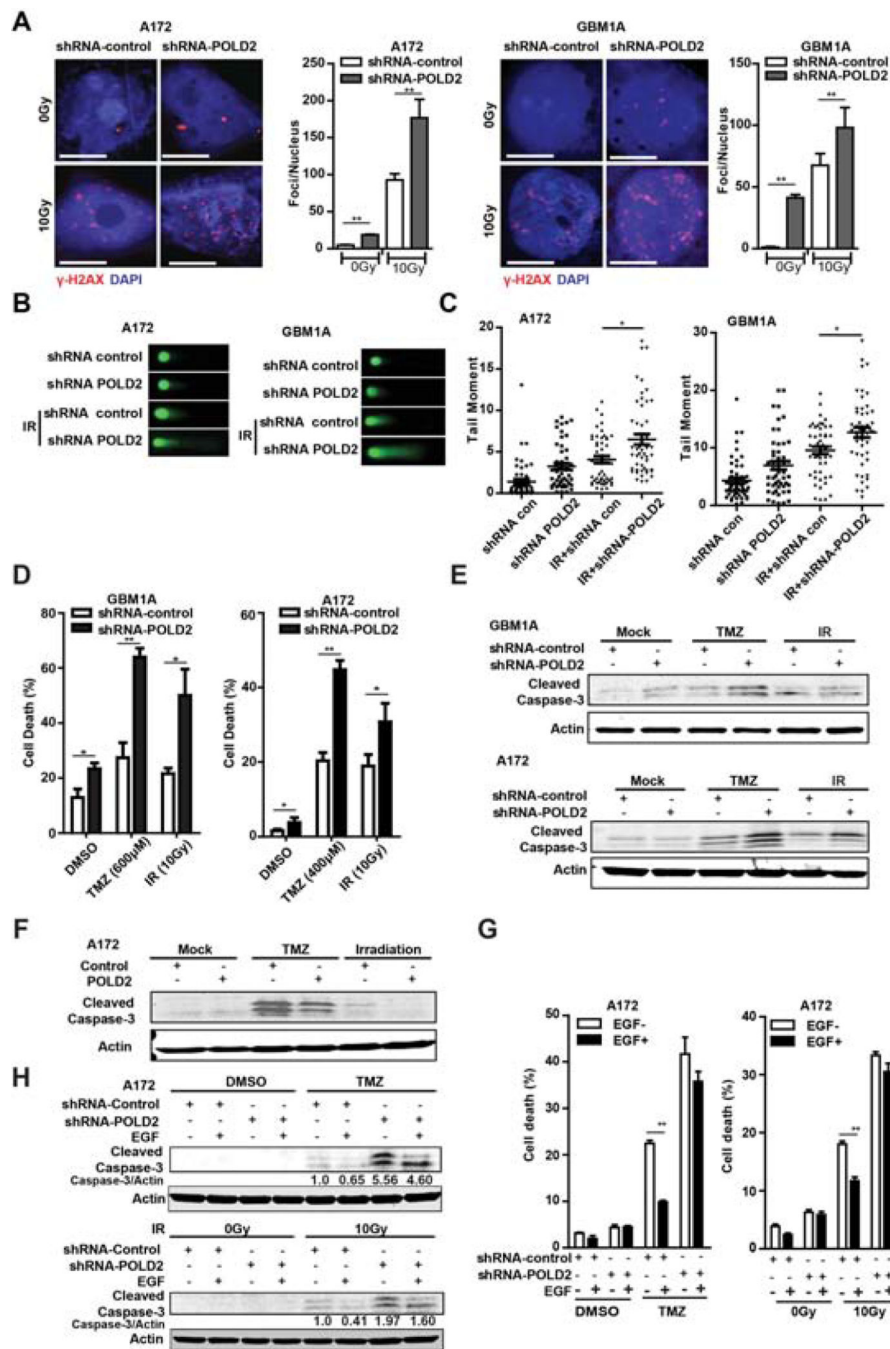 A
A172
shRNA-control shRNA-POLD2
0Gy
10Gy
γ-H2AX DAPI
A172
shRNA-control
shRNA-POLD2
Foci/Nucleus
250
200
150
100
50
0
**
**
0Gy 10Gy
GBM1A
shRNA-control shRNA-POLD2
0Gy
10Gy
γ-H2AX DAPI
GBM1A
shRNA-control
shRNA-POLD2
Foci/Nucleus
150
100
50
0
**
**
0Gy 10Gy
B
A172
shRNA control
shRNA POLD2
shRNA control
shRNA POLD2
IR
GBM1A
shRNA control
shRNA POLD2
shRNA control
shRNA POLD2
IR
C
A172
Tail Moment
20
15
10
5
0
*
shRNA con
shRNA POLD2
IR+shRNA con
IR+shRNA-POLD2
GBM1A
Tail Moment
30
20
10
0
*
shRNA con
shRNA POLD2
IR+shRNA con
IR+shRNA-POLD2
D
GBM1A
shRNA-control
shRNA-POLD2
Cell Death (%)
80
60
40
20
0
*
**
*
DMSO
TMZ (600μM)
IR (10Gy)
A172
shRNA-control
shRNA-POLD2
Cell Death (%)
60
40
20
0
*
**
*
DMSO
TMZ (400μM)
IR (10Gy)
E
GBM1A
Mock TMZ IR
shRNA-control + - + - + -
shRNA-POLD2 - + - + - +
Cleaved
Caspase-3
Actin
A172
Mock TMZ IR
shRNA-control + - + - + -
shRNA-POLD2 - + - + - +
Cleaved
Caspase-3
Actin
F
A172
Mock TMZ Irradiation
Control + - + - + -
POLD2 - + - + - +
Cleaved
Caspase-3
Actin
G
A172
EGF-
EGF+
Cell death (%)
50
40
30
20
10
0
**
shRNA-control + + - - + + - -
shRNA-POLD2 - - + + - - + +
EGF - + - + - + - +
DMSO TMZ
A172
EGF-
EGF+
Cell death (%)
40
30
20
10
0
**
+ + - - + + - -
- - + + - - + +
- + - + - + - +
0Gy 10Gy
H
A172
DMSO TMZ
shRNA-Control + + - - + + - -
shRNA-POLD2 - - + + - - + +
EGF - + - + - + - +
Cleaved
Caspase-3
Caspase-3/Actin 1.0 0.65 5.56 4.60
Actin
IR 0Gy 10Gy
shRNA-Control + + - - + + - -
shRNA-POLD2 - - + + - - + +
EGF - + - + - + - +
Cleaved
Caspase-3
Caspase-3/Actin 1.0 0.41 1.97 1.60
Actin